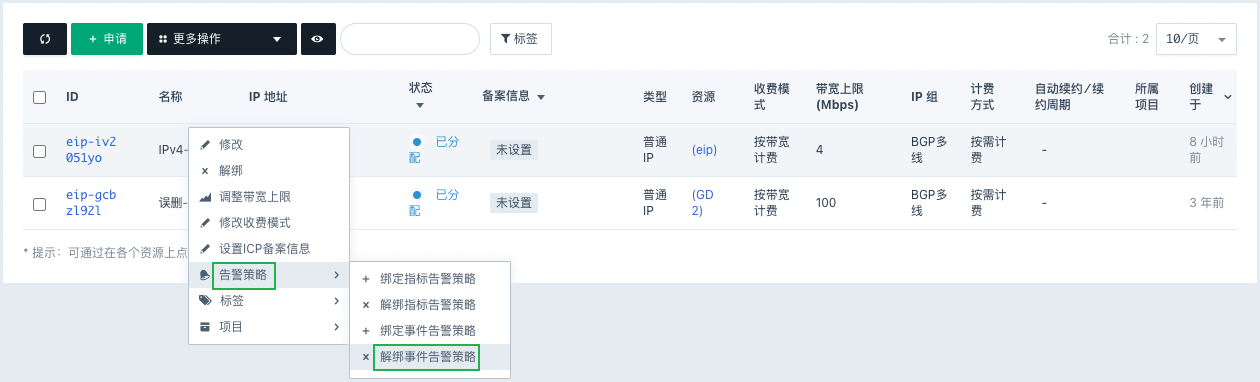 申请
更多操作
标签
合计 : 2
10/页
ID
名称
IP 地址
状态
备案信息
类型
资源
收费模
式
带宽上限
(Mbps)
IP 组
计费
方式
自动续约 / 续
约周期
所属
项目
创建
于
eip-iv2
051yo
IPv4-
已分
配
未设置
普通
IP
(eip)
按带宽
计费
4
BGP多
线
按需计
费
-
8 小时
前
eip-gcb
zl92l
误删-
已分
配
未设置
普通
IP
(GD
2)
按带宽
计费
100
BGP多
线
按需计
费
-
3 年前
* 提示：可通过在各个资源上点
修改
解绑
调整带宽上限
修改收费模式
设置ICP备案信息
告警策略
标签
项目
绑定指标告警策略
解绑指标告警策略
绑定事件告警策略
解绑事件告警策略